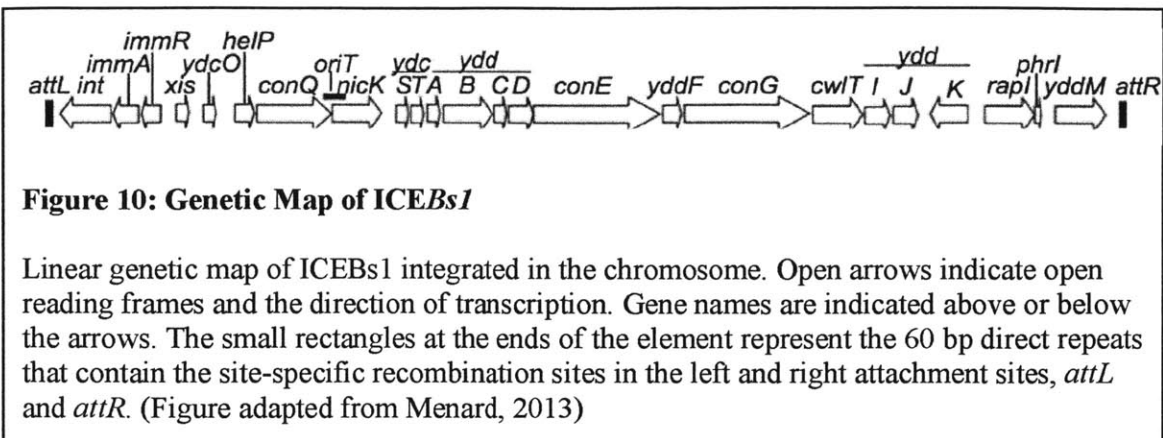 immR helP
immA ydcO oriT ydc ydd ydd phrI
attL int xis conQ nicK S T A B C D conE yddF conG cwlT I J K rapI yddM attR
Figure 10: Genetic Map of ICEBs1
Linear genetic map of ICEBs1 integrated in the chromosome. Open arrows indicate open
reading frames and the direction of transcription. Gene names are indicated above or below
the arrows. The small rectangles at the ends of the element represent the 60 bp direct repeats
that contain the site-specific recombination sites in the left and right attachment sites, attL
and attR. (Figure adapted from Menard, 2013)